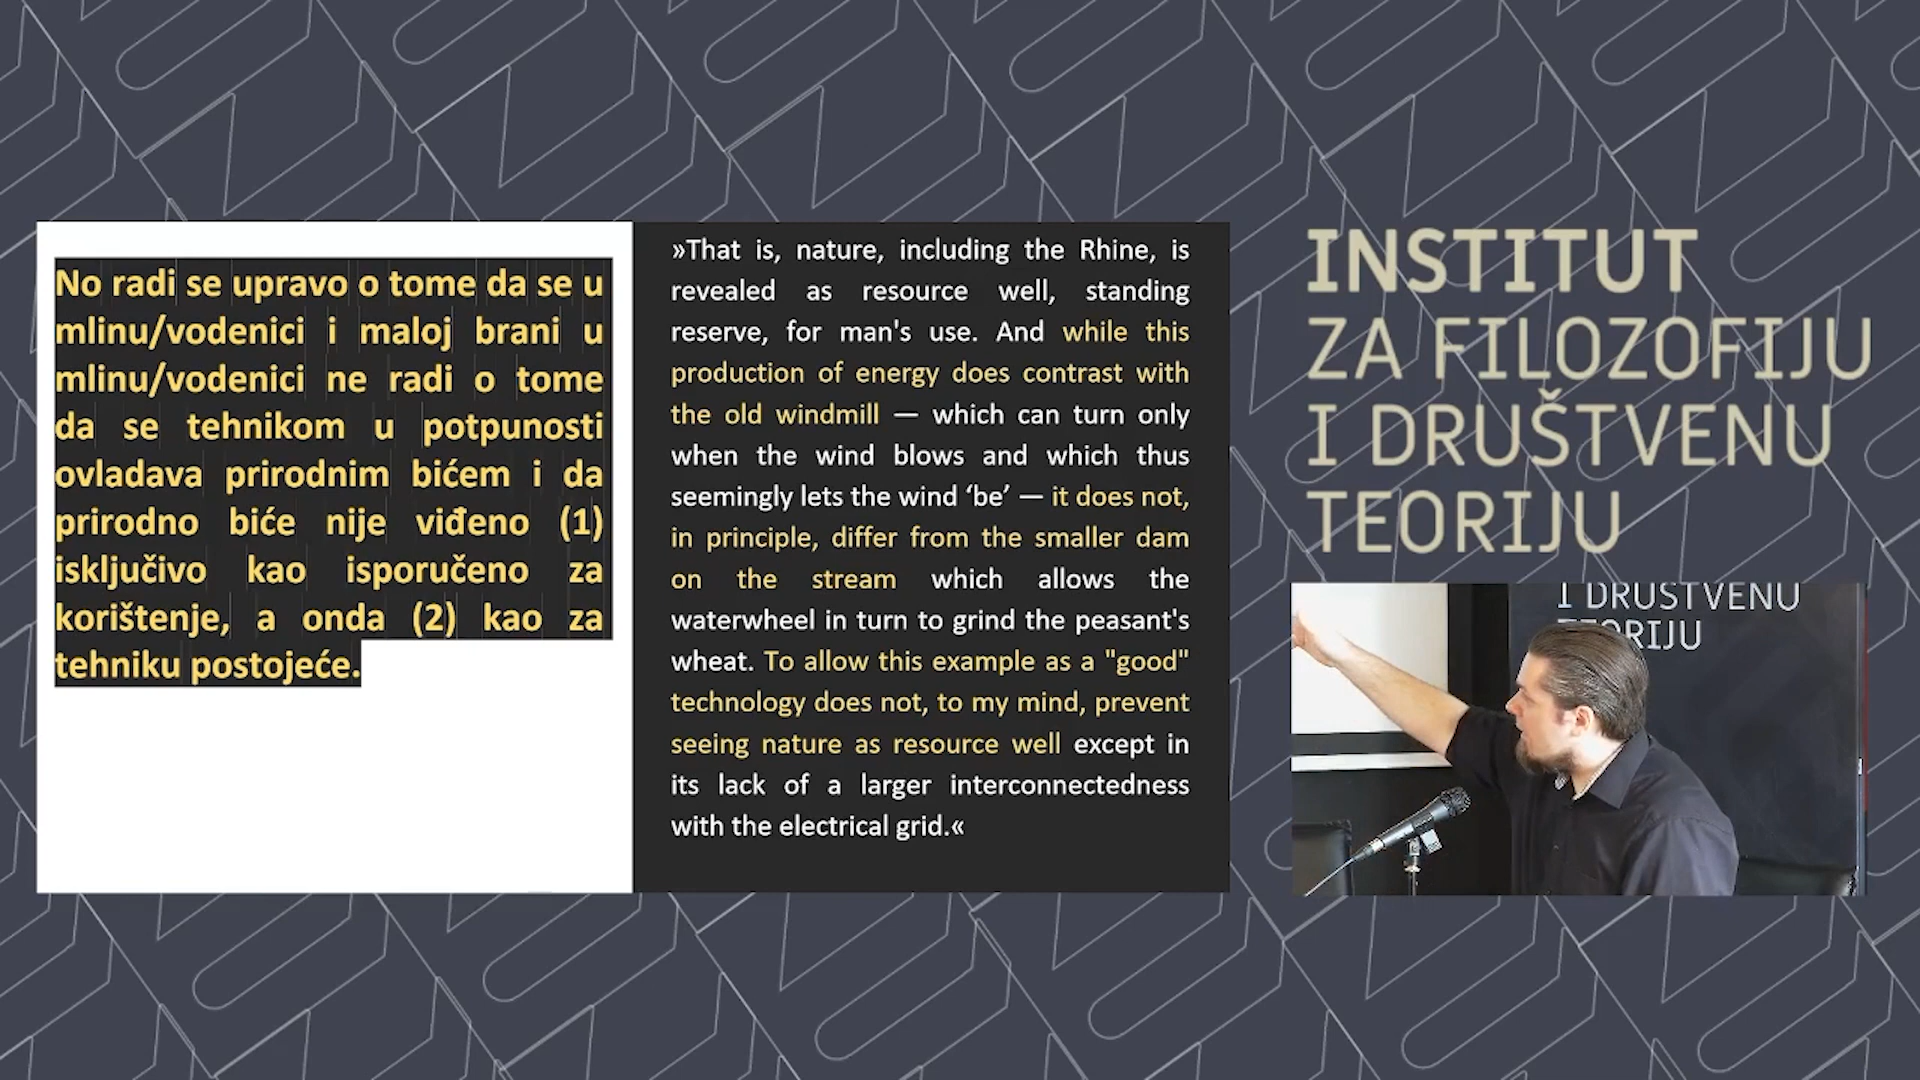 No radi se upravo o tome da se u
mlinu/vodenici i maloj brani u
mlinu/vodenici ne radi o tome
da se tehnikom u potpunosti
ovladava prirodnim bićem i da
prirodno biće nije viđeno (1)
isključivo kao isporučeno za
korištenje, a onda (2) kao za
tehniku postojeće.
»That is, nature, including the Rhine, is
revealed as resource well, standing
reserve, for man's use. And while this
production of energy does contrast with
the old windmill — which can turn only
when the wind blows and which thus
seemingly lets the wind ‘be’ — it does not,
in principle, differ from the smaller dam
on the stream which allows the
waterwheel in turn to grind the peasant's
wheat. To allow this example as a "good"
technology does not, to my mind, prevent
seeing nature as resource well except in
its lack of a larger interconnectedness
with the electrical grid.«
INSTITUT
ZA FILOZOFIJU
I DRUŠTVENU
TEORIJU
I DRUŠTVENU
TEORIJU